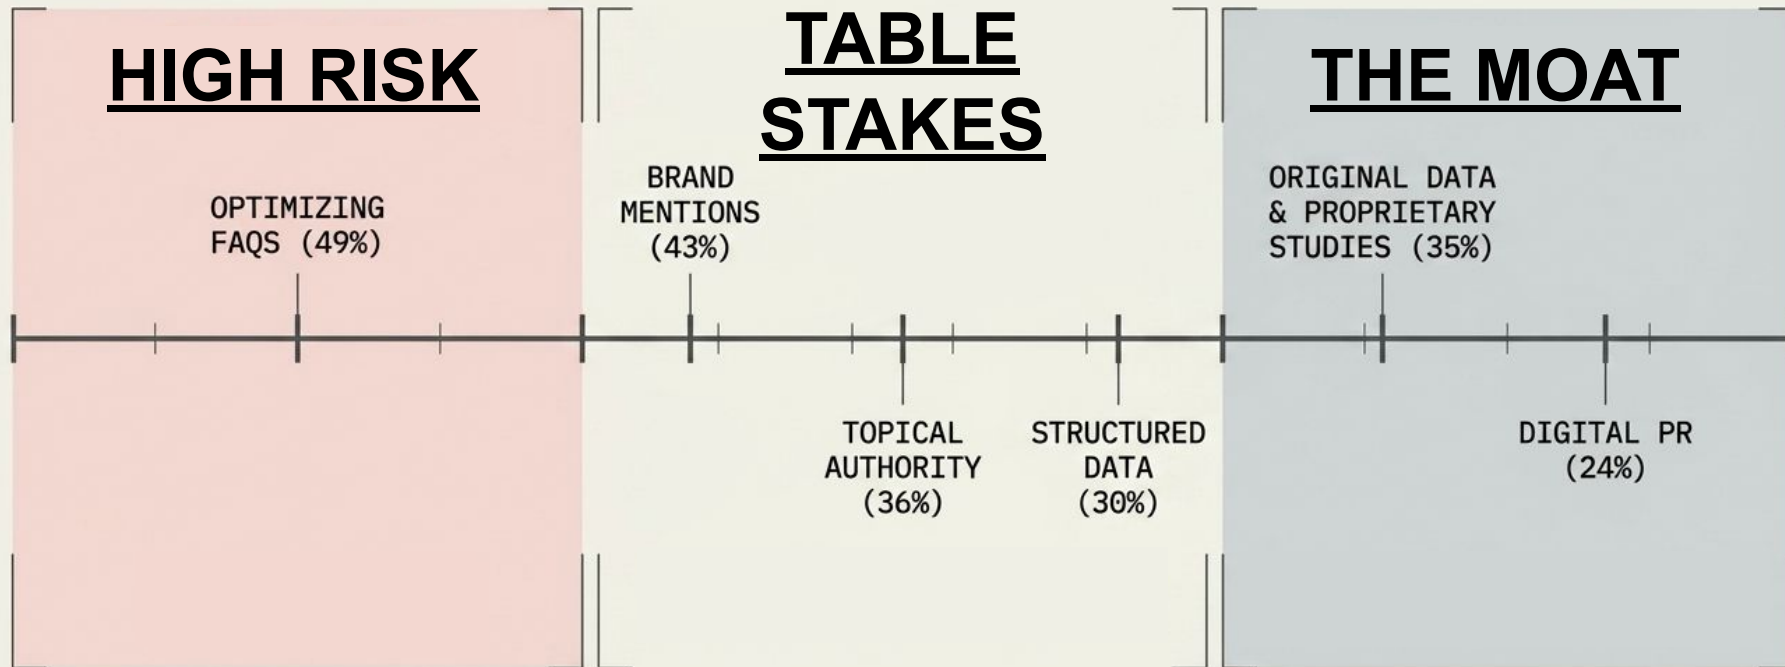 HIGH RISK
OPTIMIZING
FAQS (49%)
TABLE
STAKES
BRAND
MENTIONS
(43%)
TOPICAL
AUTHORITY
(36%)
STRUCTURED
DATA
(30%)
THE MOAT
ORIGINAL DATA
& PROPRIETARY
STUDIES (35%)
DIGITAL PR
(24%)